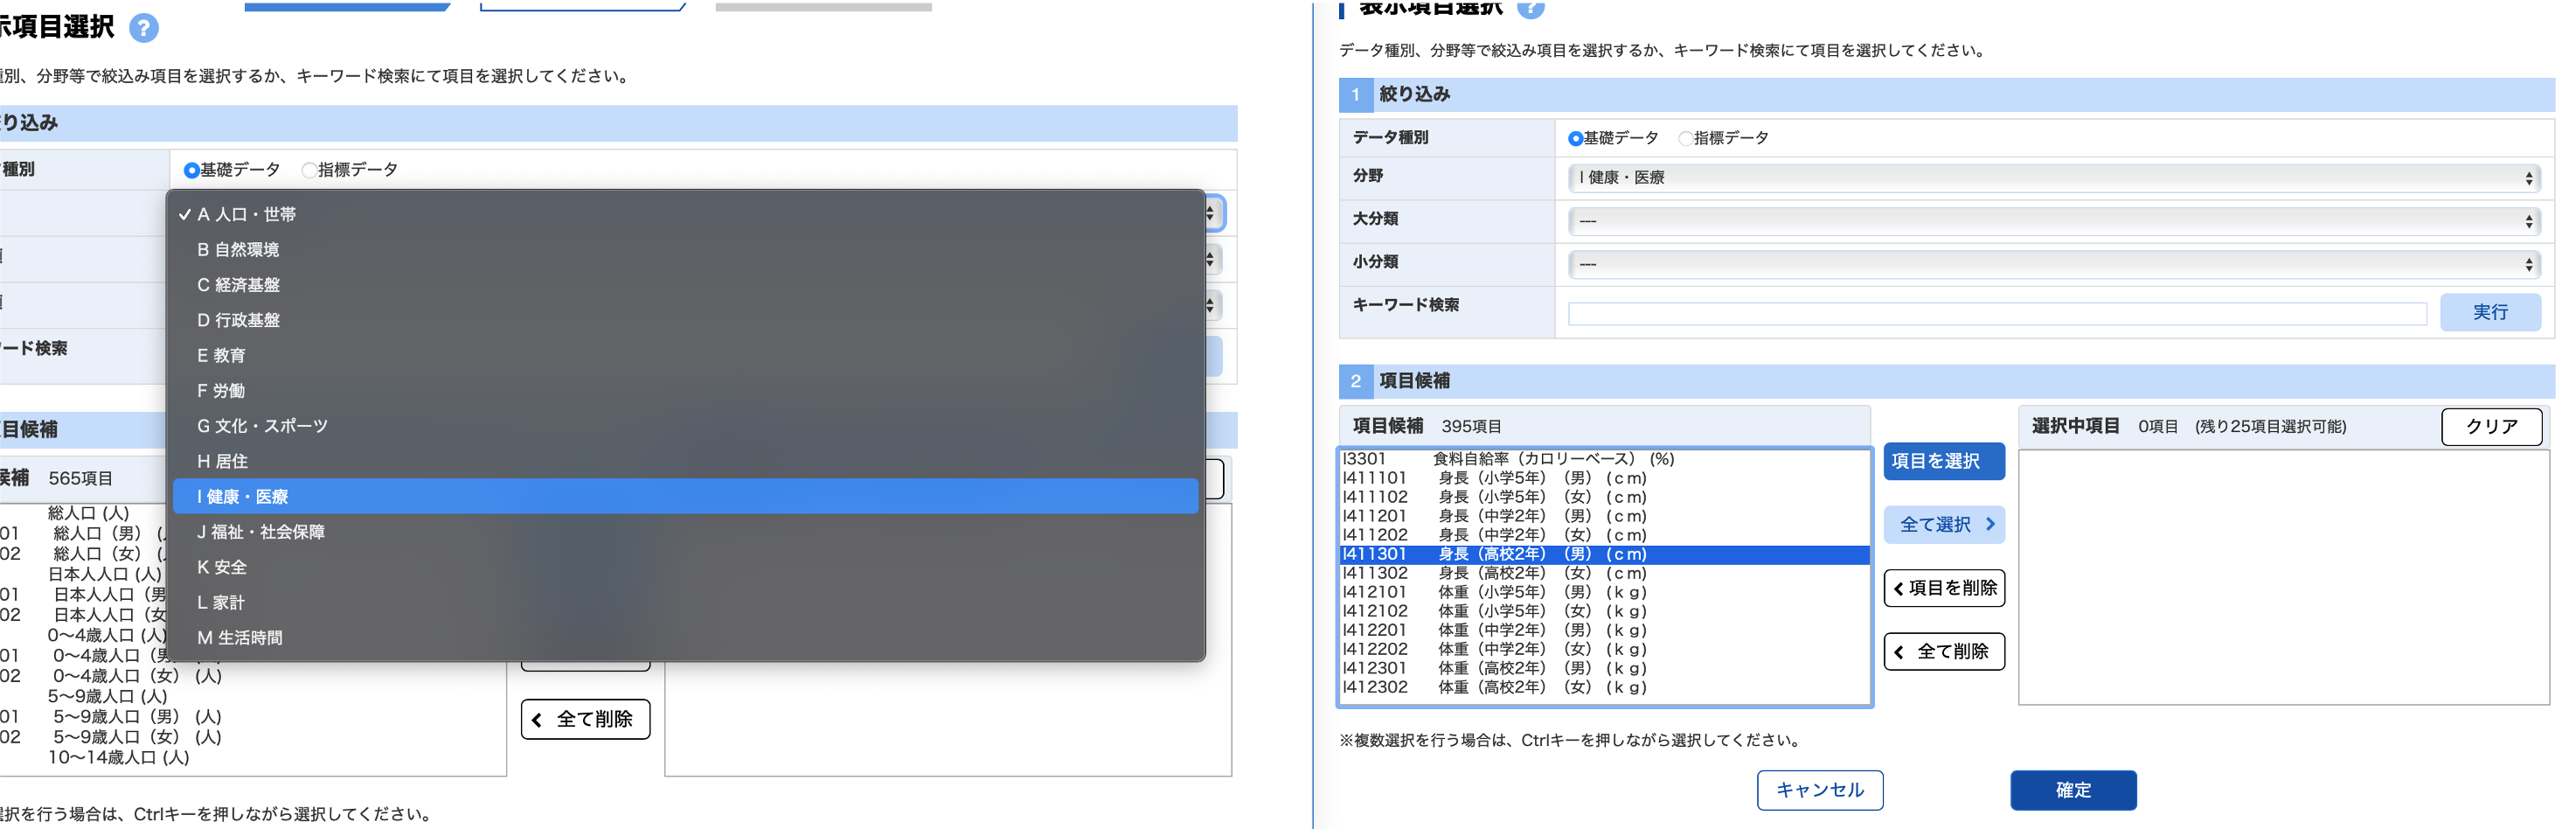 示項目選択 ?
別、分野等で絞込み項目を選択するか、キーワード検索にて項目を選択してください。
り込み
種別
基礎データ 指標データ
✓ A 人口・世帯
B 自然環境
C 経済基盤
D 行政基盤
E 教育
F 労働
G 文化・スポーツ
H 居住
I 健康・医療
J 福祉・社会保障
K 安全
L 家計
M 生活時間
ード検索
目候補
候補 565項目
総人口 (人)
01 総人口（男）
02 総人口（女）
日本人人口 (人)
01 日本人人口（男
02 日本人人口（女
0〜4歳人口 (人)
01 0〜4歳人口（男
02 0〜4歳人口（女） (人)
5〜9歳人口 (人)
01 5〜9歳人口（男） (人)
02 5〜9歳人口（女） (人)
10〜14歳人口 (人)
全て削除
択を行う場合は、Ctrlキーを押しながら選択してください。
表示項目選択 ?
データ種別、分野等で絞込み項目を選択するか、キーワード検索にて項目を選択してください。
1 絞り込み
データ種別 基礎データ 指標データ
分野 I 健康・医療
大分類 ---
小分類 ---
キーワード検索 実行
2 項目候補
項目候補 395項目
I3301 食料自給率（カロリーベース） (%)
I411101 身長（小学5年）（男） (ｃｍ)
I411102 身長（小学5年）（女） (ｃｍ)
I411201 身長（中学2年）（男） (ｃｍ)
I411202 身長（中学2年）（女） (ｃｍ)
I411301 身長（高校2年）（男） (ｃｍ)
I411302 身長（高校2年）（女） (ｃｍ)
I412101 体重（小学5年）（男） (ｋｇ)
I412102 体重（小学5年）（女） (ｋｇ)
I412201 体重（中学2年）（男） (ｋｇ)
I412202 体重（中学2年）（女） (ｋｇ)
I412301 体重（高校2年）（男） (ｋｇ)
I412302 体重（高校2年）（女） (ｋｇ)
項目を選択
全て選択
項目を削除
全て削除
選択中項目 0項目 (残り25項目選択可能) クリア
※複数選択を行う場合は、Ctrlキーを押しながら選択してください。
キャンセル 確定